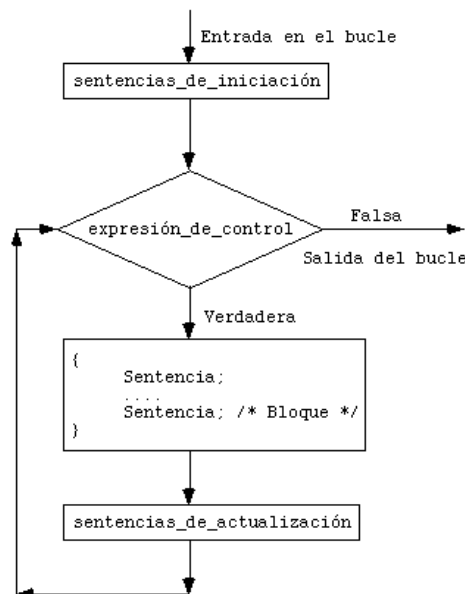 Entrada en el bucle
sentencias_de_iniciación
expresión_de_control
Falsa
Salida del bucle
Verdadera
{
Sentencia;
....
Sentencia; /* Bloque */
}
sentencias_de_actualización